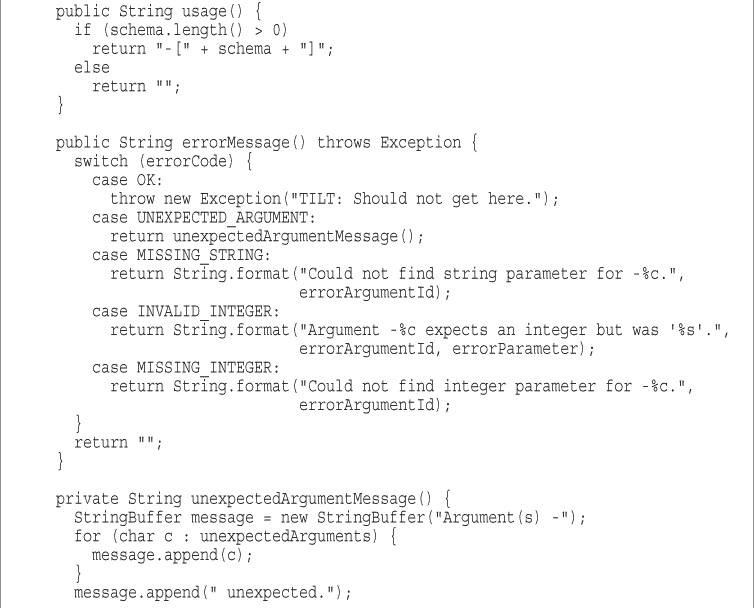 public String usage() {
  if (schema.length() > 0)
    return "-[" + schema + "]";
  else
    return "";
}

public String errorMessage() throws Exception {
  switch (errorCode) {
    case OK:
      throw new Exception("TILT: Should not get here.");
    case UNEXPECTED_ARGUMENT:
      return unexpectedArgumentMessage();
    case MISSING_STRING:
      return String.format("Could not find string parameter for -%c.",
                           errorArgumentId);
    case INVALID_INTEGER:
      return String.format("Argument -%c expects an integer but was '%s'.",
                           errorArgumentId, errorParameter);
    case MISSING_INTEGER:
      return String.format("Could not find integer parameter for -%c.",
                           errorArgumentId);
  }
  return "";
}

private String unexpectedArgumentMessage() {
  StringBuffer message = new StringBuffer("Argument(s) -");
  for (char c : unexpectedArguments) {
    message.append(c);
  }
  message.append(" unexpected.");